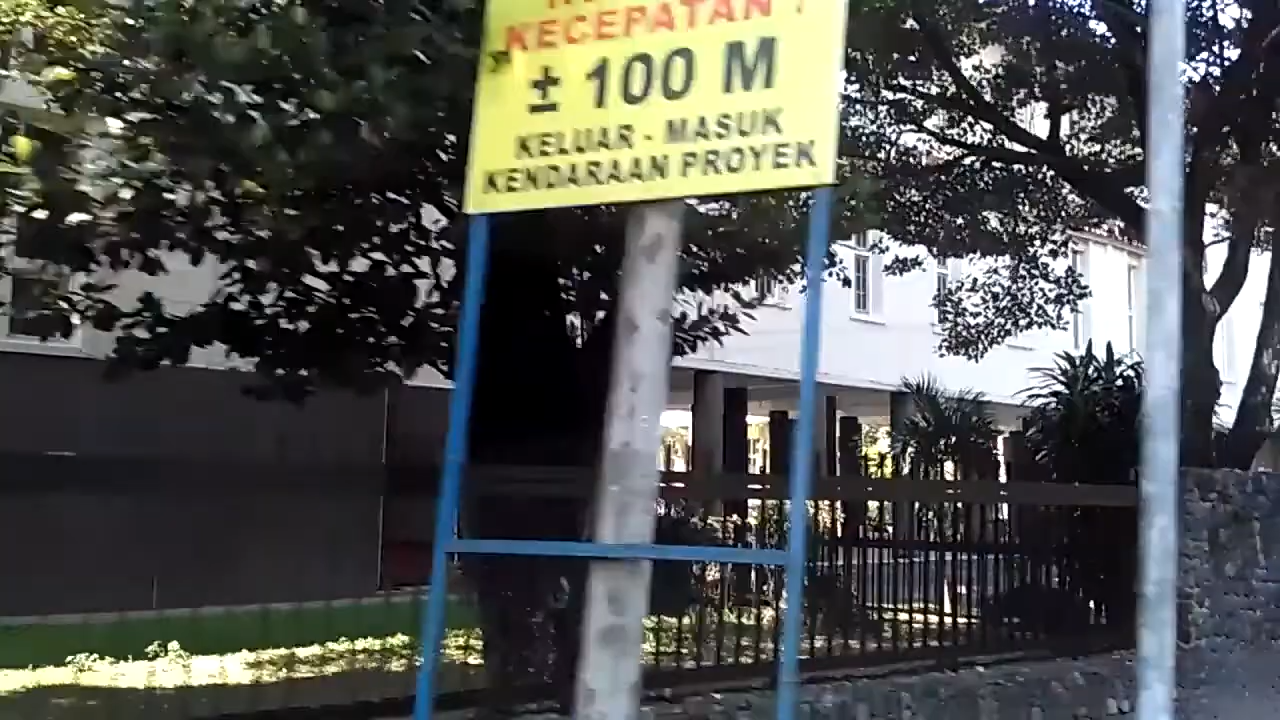 KECEPATAN !
± 100 M
KELUAR - MASUK
KENDARAAN PROYEK